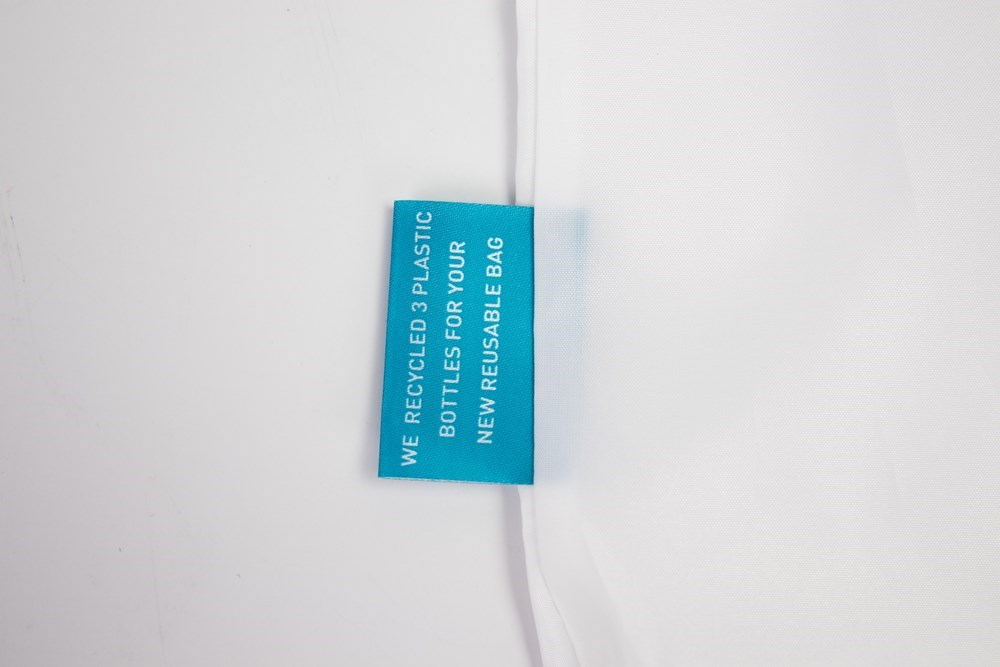 WE RECYCLED 3 PLASTIC
BOTTLES FOR YOUR
NEW REUSABLE BAG